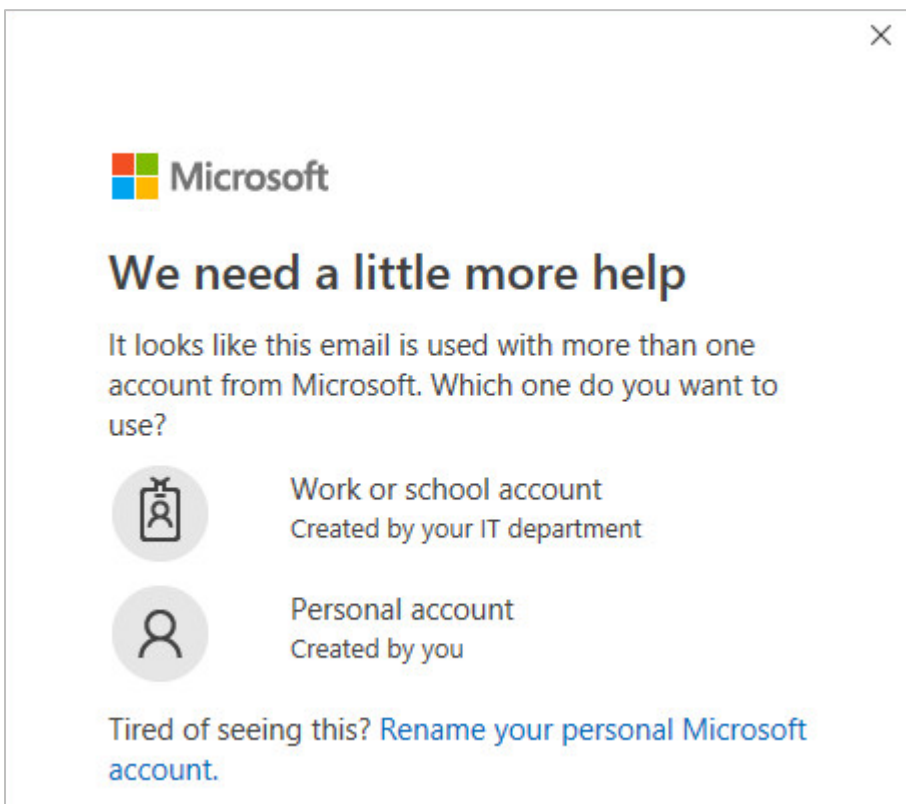 Microsoft
We need a little more help
It looks like this email is used with more than one
account from Microsoft. Which one do you want to
use?
Work or school account
Created by your IT department
Personal account
Created by you
Tired of seeing this? Rename your personal Microsoft
account.